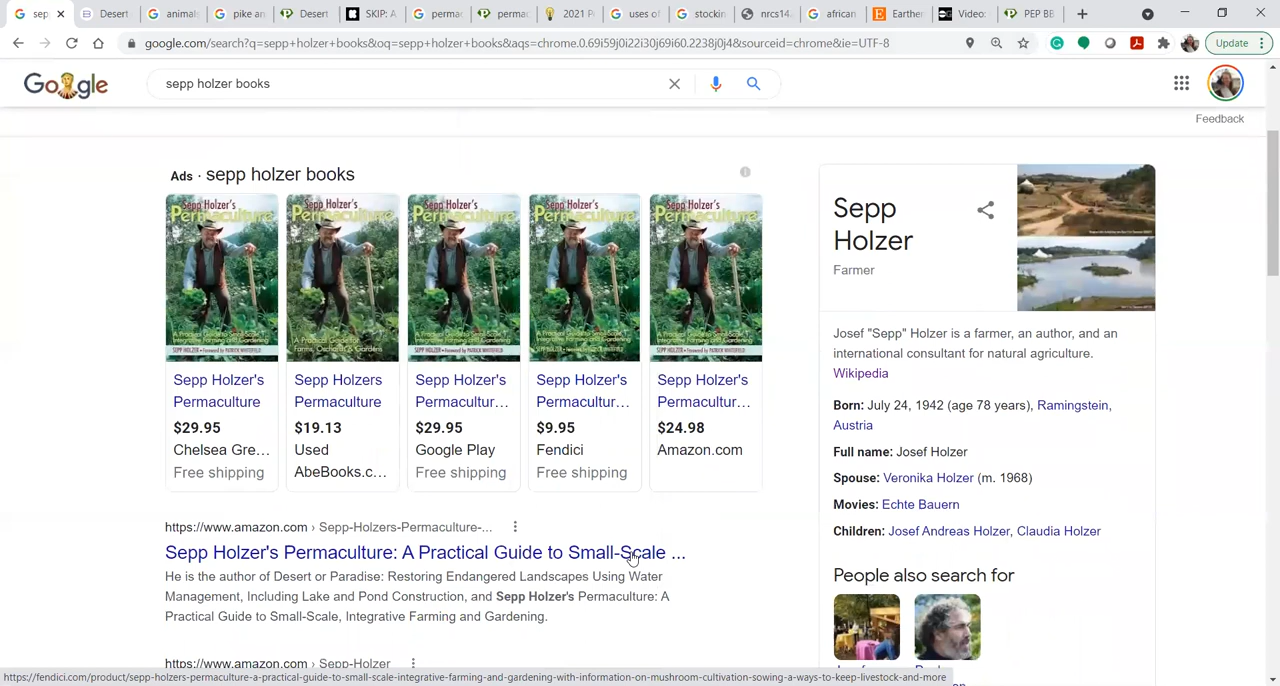 sep
Desert
animals
pike an
Desert
SKIP: A
permac
permac
2021 P
uses of
stockin
nrcs14
african
Earther
Video:
PEP BB
google.com/search?q=sepp+holzer+books&oq=sepp+holzer+books&aqs=chrome.0.69i59j0i22i30j69i60.2238j0j4&sourceid=chrome&ie=UTF-8
Update
Google
sepp holzer books
Feedback
Ads · sepp holzer books
Sepp Holzer's
Permaculture
$29.95
Chelsea Gre...
Free shipping
Sepp Holzers
Permaculture
$19.13
Used
AbeBooks.c...
Sepp Holzer's
Permacultur...
$29.95
Google Play
Free shipping
Sepp Holzer's
Permacultur...
$9.95
Fendici
Free shipping
Sepp Holzer's
Permacultur...
$24.98
Amazon.com
https://www.amazon.com › Sepp-Holzers-Permaculture-...
Sepp Holzer's Permaculture: A Practical Guide to Small-Scale ...
He is the author of Desert or Paradise: Restoring Endangered Landscapes Using Water
Management, Including Lake and Pond Construction, and Sepp Holzer's Permaculture: A
Practical Guide to Small-Scale, Integrative Farming and Gardening.
https://www.amazon.com › Sepp-Holzer
Sepp
Holzer
Farmer
Josef "Sepp" Holzer is a farmer, an author, and an
international consultant for natural agriculture.
Wikipedia
Born: July 24, 1942 (age 78 years), Ramingstein,
Austria
Full name: Josef Holzer
Spouse: Veronika Holzer (m. 1968)
Movies: Echte Bauern
Children: Josef Andreas Holzer, Claudia Holzer
People also search for
https://fendici.com/product/sepp-holzers-permaculture-a-practical-guide-to-small-scale-integrative-farming-and-gardening-with-information-on-mushroom-cultivation-sowing-a-ways-to-keep-livestock-and-more